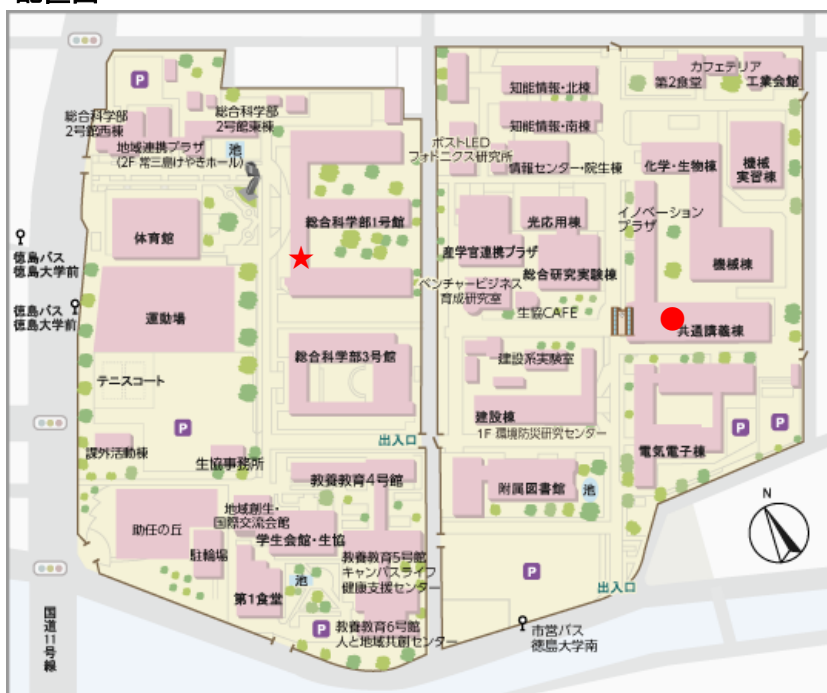 P
総合科学部
2号館西棟
総合科学部
2号館東棟
地域連携プラザ
(2F 常三島けやきホール)
池
体育館
総合科学部1号館
徳島バス
徳島大学前
徳島バス
徳島大学前
運動場
テニスコート
総合科学部3号館
P
課外活動棟
生協事務所
出入口
教養教育4号館
助任の丘
地域創生・
国際交流会館
学生会館・生協
駐輪場
第1食堂
池
教養教育5号館
キャンパスライフ
健康支援センター
P
教養教育6号館
人と地域共創センター
国道11号線
知能情報・北棟
知能情報・南棟
ポストLED
フォトニクス研究所
情報センター・院生棟
カフェテリア
第2食堂
工業会館
化学・生物棟
機械
実習棟
イノベーション
プラザ
光応用棟
産学官連携プラザ
総合研究実験棟
機械棟
ベンチャービジネス
育成研究室
生協CAFE
共通講義棟
建設系実験室
建設棟
1F 環境防災研究センター
電気電子棟
P
P
附属図書館
池
N
P
出入口
市営バス
徳島大学南